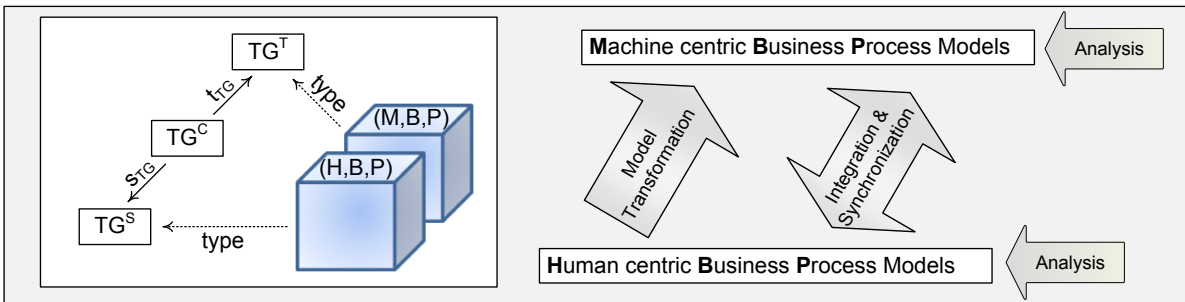 TG^T
type
t_TG
TG^C
(M,B,P)
(H,B,P)
s_TG
TG^S
type
Machine centric Business Process Models
Analysis
Model
Transformation
Integration &
Synchronization
Human centric Business Process Models
Analysis